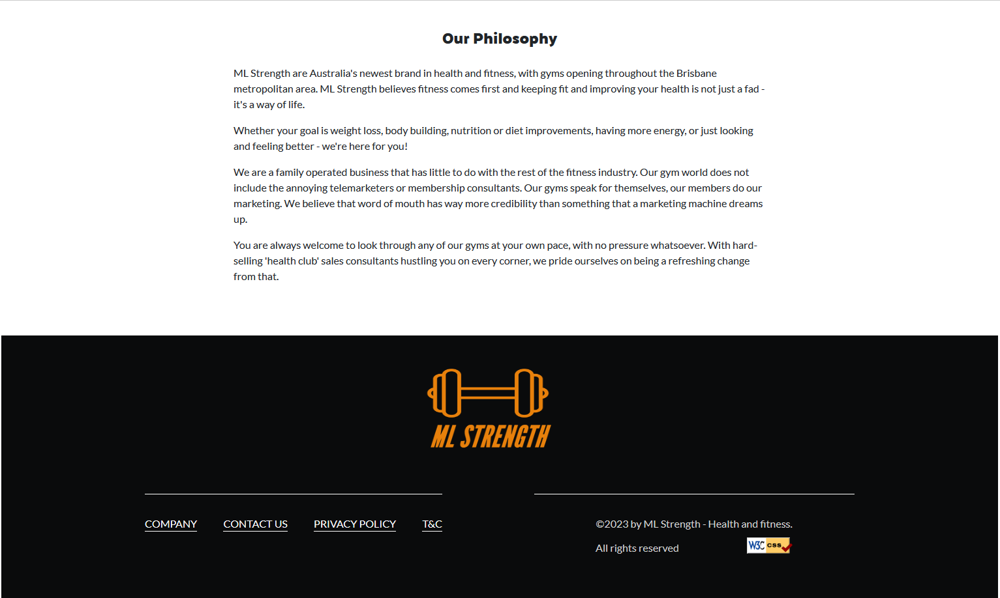 Our Philosophy
ML Strength are Australia's newest brand in health and fitness, with gyms opening throughout the Brisbane
metropolitan area. ML Strength believes fitness comes first and keeping fit and improving your health is not just a fad -
it's a way of life.
Whether your goal is weight loss, body building, nutrition or diet improvements, having more energy, or just looking
and feeling better - we're here for you!
We are a family operated business that has little to do with the rest of the fitness industry. Our gym world does not
include the annoying telemarketers or membership consultants. Our gyms speak for themselves, our members do our
marketing. We believe that word of mouth has way more credibility than something that a marketing machine dreams
up.
You are always welcome to look through any of our gyms at your own pace, with no pressure whatsoever. With hard-
selling 'health club' sales consultants hustling you on every corner, we pride ourselves on being a refreshing change
from that.
ML STRENGTH
COMPANY CONTACT US PRIVACY POLICY T&C
©2023 by ML Strength - Health and fitness.
All rights reserved
W3C css